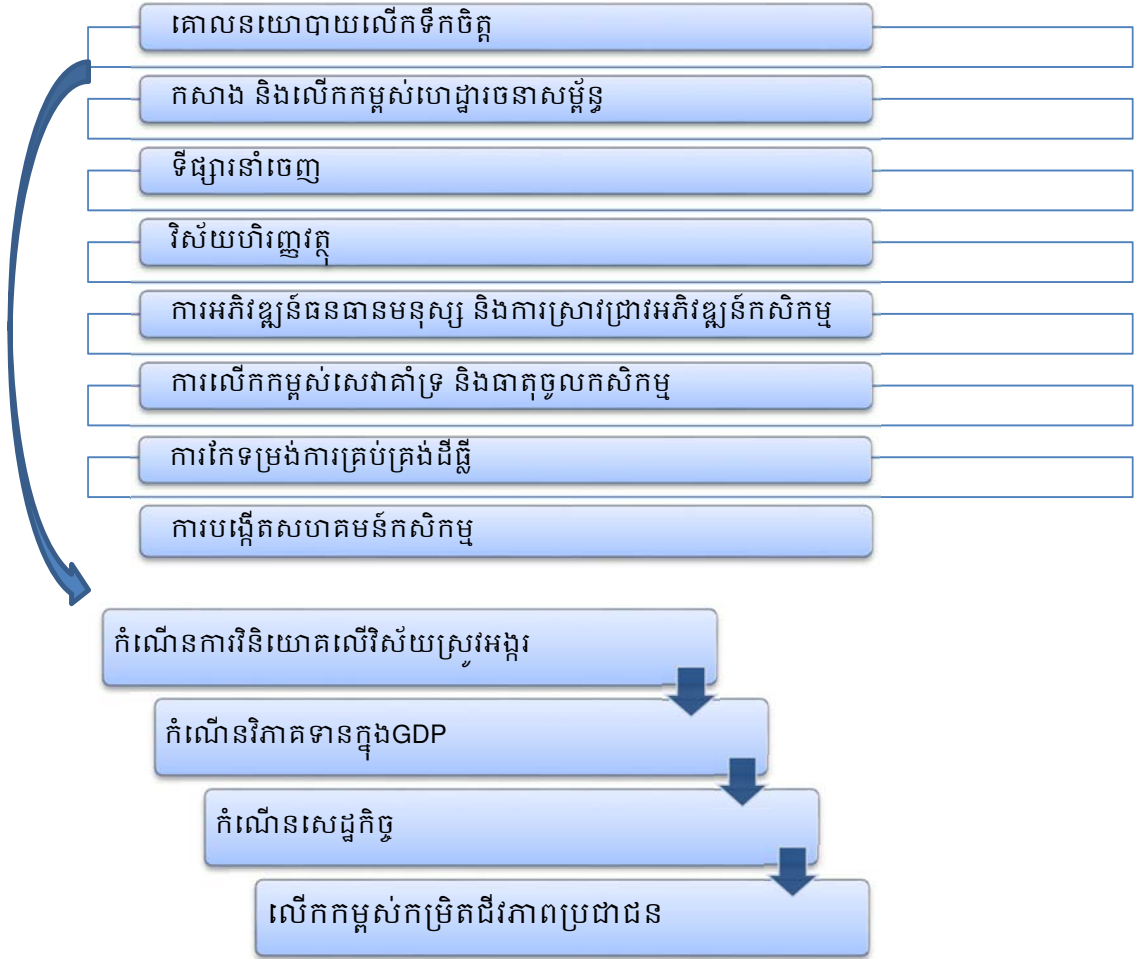 គោលនយោបាយលើកទឹកចិត្ត
កសាង និងលើកកម្ពស់ហេដ្ឋារចនាសម្ព័ន្ធ
ទីផ្សារនាំចេញ
វិស័យហិរញ្ញវត្ថុ
ការអភិវឌ្ឍន៍ធនធានមនុស្ស និងការស្រាវជ្រាវអភិវឌ្ឍន៍កសិកម្ម
ការលើកកម្ពស់សេវាគាំទ្រ និងធាតុចូលកសិកម្ម
ការកែទម្រង់ការគ្រប់គ្រង់ដីធ្លី
ការបង្កើតសហគមន៍កសិកម្ម
កំណើនការវិនិយោគលើវិស័យស្រូវអង្ករ
កំណើនវិភាគទានក្នុងGDP
កំណើនសេដ្ឋកិច្ច
លើកកម្ពស់កម្រិតជីវភាពប្រជាជន